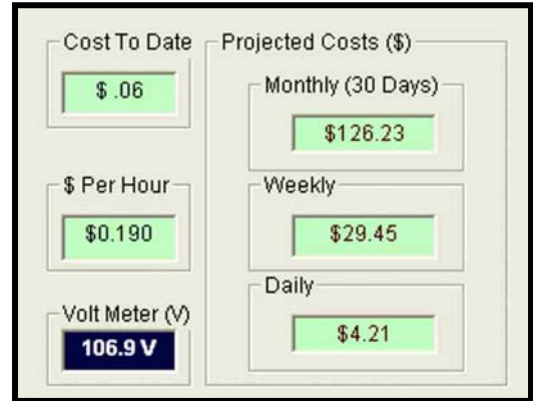 Cost To Date
$ .06
$ Per Hour
$0.190
Volt Meter (V)
106.9 V
Projected Costs ($)
Monthly (30 Days)
$126.23
Weekly
$29.45
Daily
$4.21